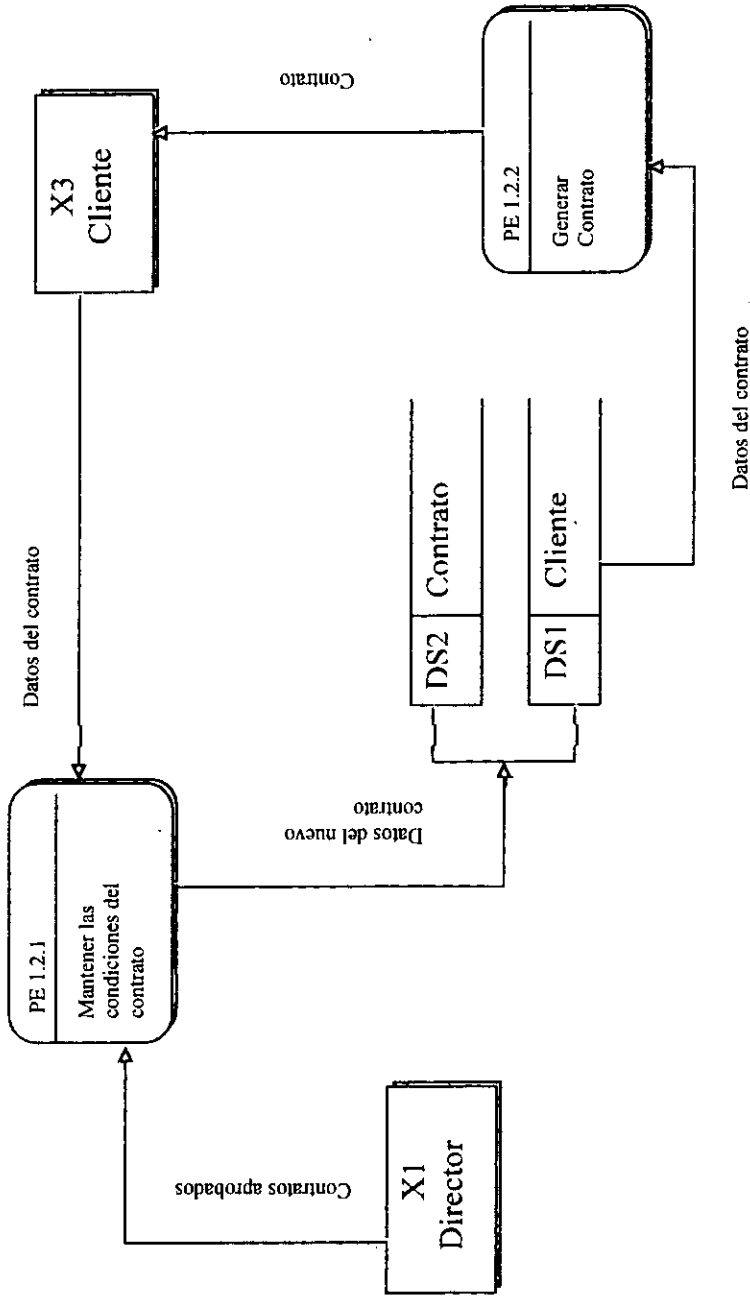 PE 1.2.1
Mantener las
condiciones del
contrato
Datos del contrato
X3
Cliente
Contratos aprobados
Datos del nuevo
contrato
Contrato
X1
Director
DS2 Contrato
DS1 Cliente
PE 1.2.2
Generar
Contrato
Datos del contrato